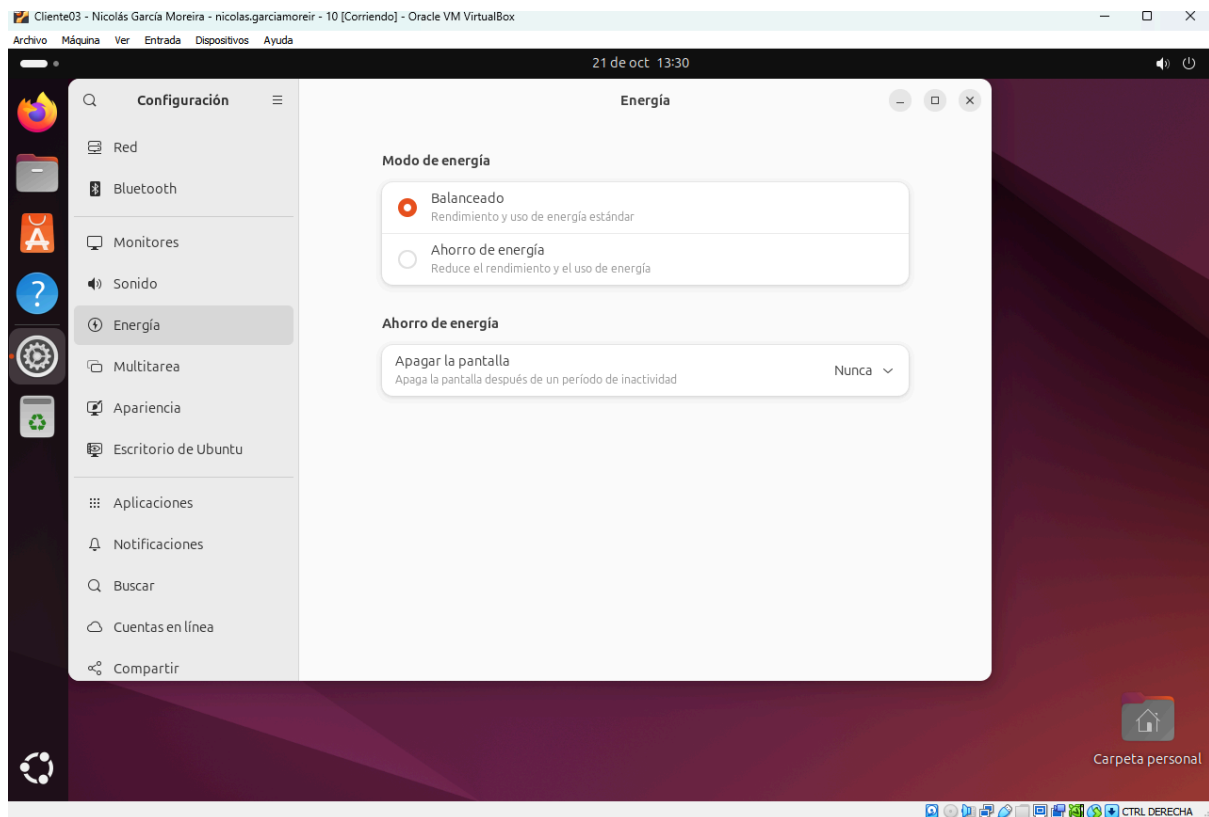 Cliente03 - Nicolás García Moreira - nicolas.garciamoreir - 10 [Corriendo] - Oracle VM VirtualBox
Archivo Máquina Ver Entrada Dispositivos Ayuda
21 de oct 13:30
Configuración
Energía
Red
Bluetooth
Monitores
Sonido
Energía
Multitarea
Apariencia
Escritorio de Ubuntu
Aplicaciones
Notificaciones
Buscar
Cuentas en línea
Compartir
Modo de energía
Balanceado
Rendimiento y uso de energía estándar
Ahorro de energía
Reduce el rendimiento y el uso de energía
Ahorro de energía
Apagar la pantalla
Apaga la pantalla después de un período de inactividad
Nunca
Carpeta personal
CTRL DERECHA